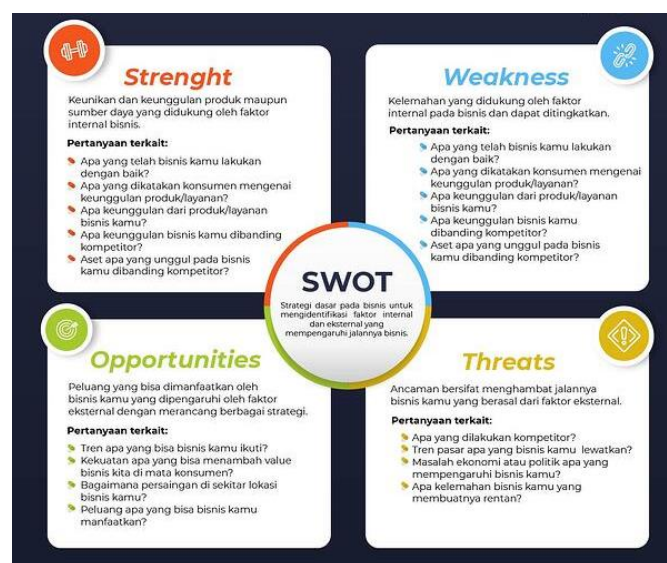 Strenght
Keunikan dan keunggulan produk maupun
sumber daya yang didukung oleh faktor
internal bisnis.
Pertanyaan terkait:
Apa yang telah bisnis kamu lakukan
dengan baik?
Apa yang dikatakan konsumen mengenai
keunggulan produk/layanan?
Apa keunggulan dari produk/layanan
bisnis kamu?
Apa keunggulan bisnis kamu dibanding
kompetitor?
Aset apa yang unggul pada bisnis
kamu dibanding kompetitor?
Weakness
Kelemahan yang didukung oleh faktor
internal pada bisnis dan dapat ditingkatkan.
Pertanyaan terkait:
Apa yang telah bisnis kamu lakukan
dengan baik?
Apa yang dikatakan konsumen mengenai
keunggulan produk/layanan?
Apa keunggulan dari produk/layanan
bisnis kamu?
Apa keunggulan bisnis kamu
dibanding kompetitor?
Aset apa yang unggul pada bisnis
kamu dibanding kompetitor?
SWOT
Strategi dasar pada bisnis untuk
mengidentifikasi faktor internal
dan eksternal yang
mempengaruhi jalannya bisnis.
Opportunities
Peluang yang bisa dimanfaatkan oleh
bisnis kamu yang dipengaruhi oleh faktor
eksternal dengan merancang berbagai strategi.
Pertanyaan terkait:
Tren apa yang bisa bisnis kamu ikuti?
Kekuatan apa yang bisa menambah value
bisnis kita di mata konsumen?
Bagaimana persaingan di sekitar lokasi
bisnis kamu?
Peluang apa yang bisa bisnis kamu
manfaatkan?
Threats
Ancaman bersifat menghambat jalannya
bisnis kamu yang berasal dari faktor eksternal.
Pertanyaan terkait:
Apa yang dilakukan kompetitor?
Tren pasar apa yang bisnis kamu lewatkan?
Masalah ekonomi atau politik apa yang
mempengaruhi bisnis kamu?
Apa kelemahan bisnis kamu yang
membuatnya rentan?